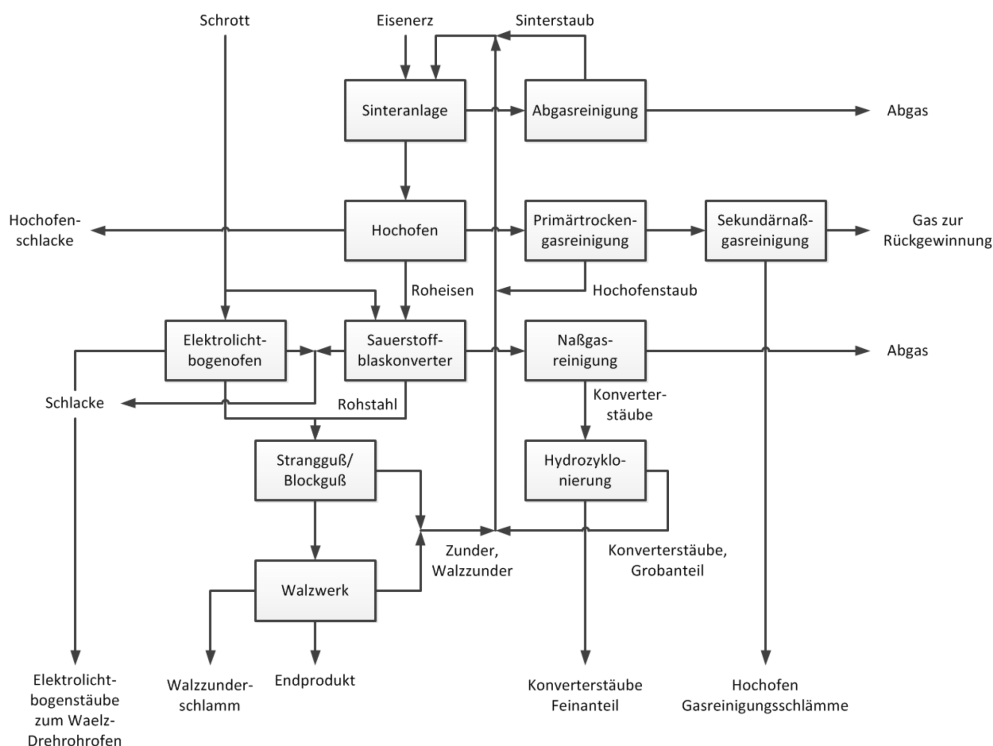 Schrott
Eisenerz
Sinterstaub
Sinteranlage
Abgasreinigung
Abgas
Hochofen-
schlacke
Hochofen
Primärtrocken-
gasreinigung
Sekundärnaß-
gasreinigung
Gas zur
Rückgewinnung
Roheisen
Hochofenstaub
Elektrolicht-
bogenofen
Sauerstoff-
blaskonverter
Naßgas-
reinigung
Abgas
Schlacke
Rohstahl
Konverter-
stäube
Strangguß/
Blockguß
Hydrozyklo-
nierung
Zunder,
Walzzunder
Konverterstäube,
Grobanteil
Walzwerk
Elektrolicht-
bogenstäube
zum Waelz-
Drehrohrofen
Walzzunder-
schlamm
Endprodukt
Konverterstäube
Feinanteil
Hochofen
Gasreinigungsschlämme